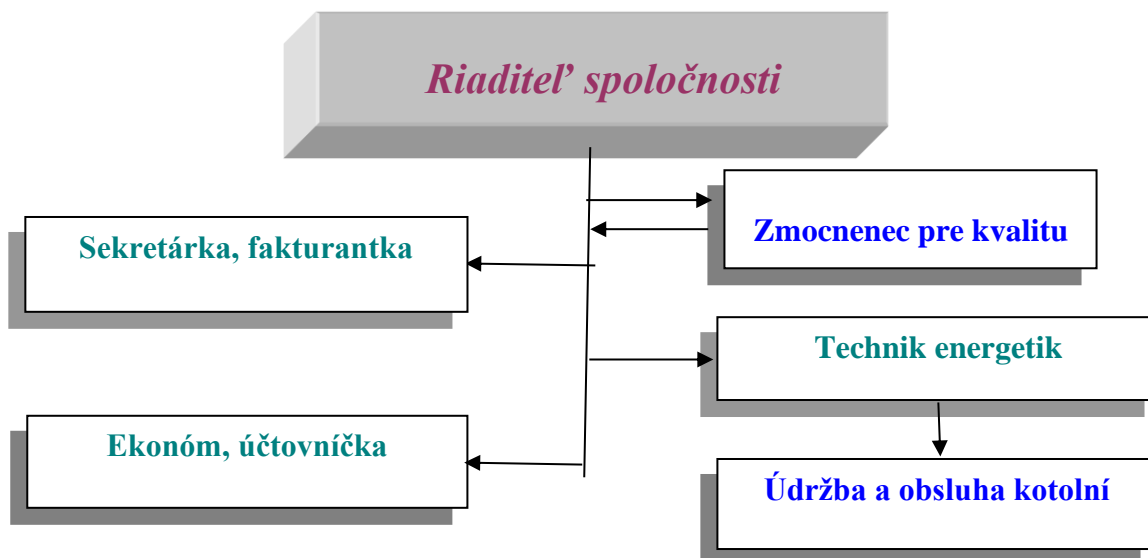 Riaditeľ spoločnosti
Zmocnenec pre kvalitu
Sekretárka, fakturantka
Technik energetik
Ekonóm, účtovníčka
Údržba a obsluha kotolní